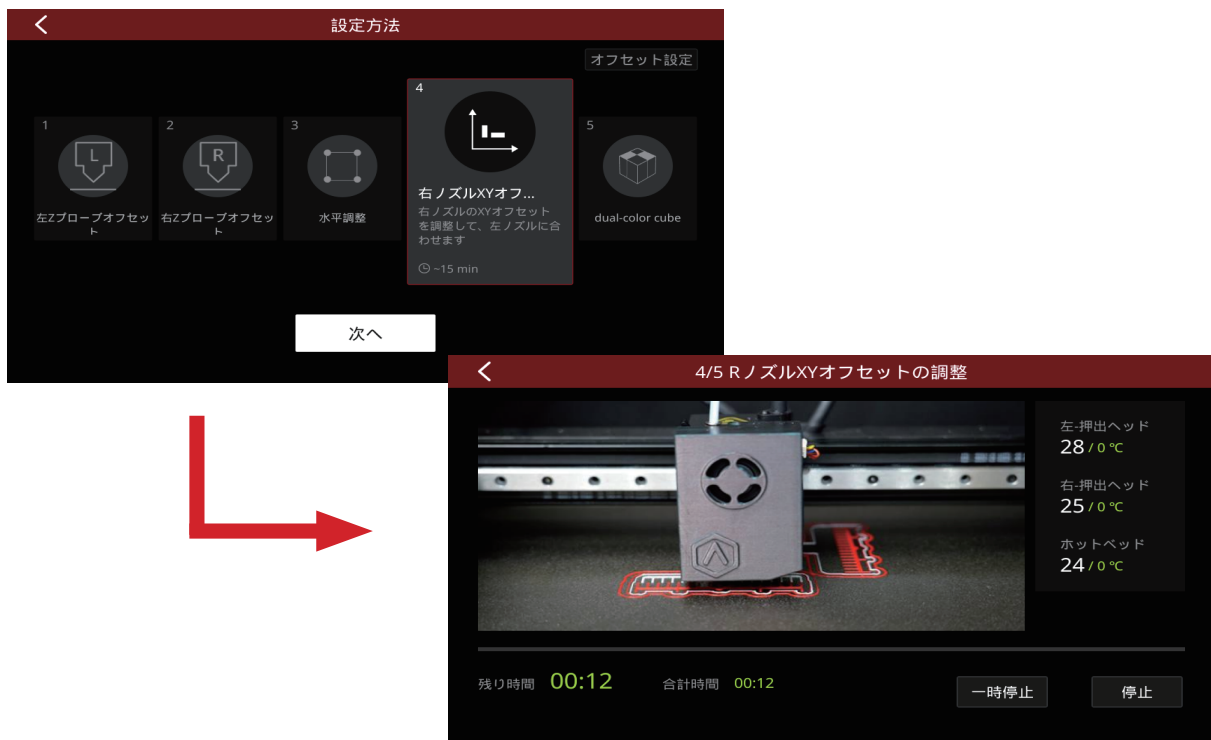 設定方法
オフセット設定
1
L
左Zプローブオフセッ
ト
2
R
右Zプローブオフセッ
ト
3
水平調整
4
右ノズルXYオフ...
右ノズルのXYオフセット
を調整して、左ノズルに合
わせます
~15 min
5
dual-color cube
次へ
4/5 RノズルXYオフセットの調整
左-押出ヘッド
28 / 0 ℃
右-押出ヘッド
25 / 0 ℃
ホットベッド
24 / 0 ℃
残り時間 00:12 合計時間 00:12
一時停止
停止